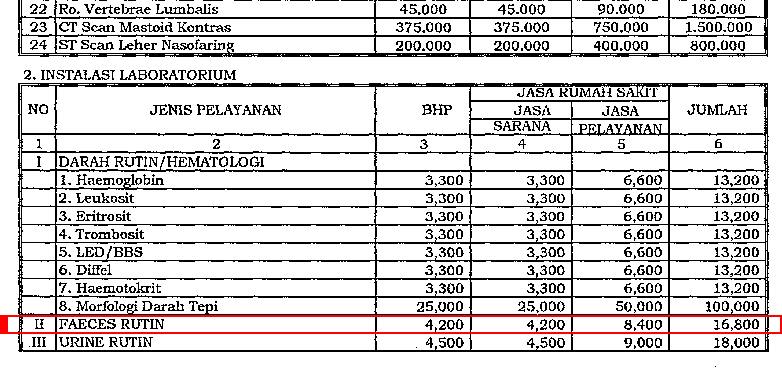 22 Ro. Vertebrae Lumbalis 45.000 45.000 90.000 180.000
23 CT Scan Mastoid Kontras 375.000 375.000 750.000 1.500.000
24 ST Scan Leher Nasofaring 200.000 200.000 400.000 800.000
2. INSTALASI LABORATORIUM
NO JENIS PELAYANAN BHP JASA RUMAH SAKIT JUMLAH
JASA SARANA JASA PELAYANAN
1 2 3 4 5 6
I DARAH RUTIN/HEMATOLOGI
1. Haemoglobin 3,300 3,300 6,600 13,200
2. Leukosit 3,300 3,300 6,600 13,200
3. Eritrosit 3,300 3,300 6,600 13,200
4. Trombosit 3,300 3,300 6,600 13,200
5. LED/BBS 3,300 3,300 6,600 13,200
6. Diffel 3,300 3,300 6,600 13,200
7. Haemotokrit 3,300 3,300 6,600 13,200
8. Morfologi Darah Tepi 25,000 25,000 50,000 100,000
II FAECES RUTIN 4,200 4,200 8,400 16,800
III URINE RUTIN 4,500 4,500 9,000 18,000